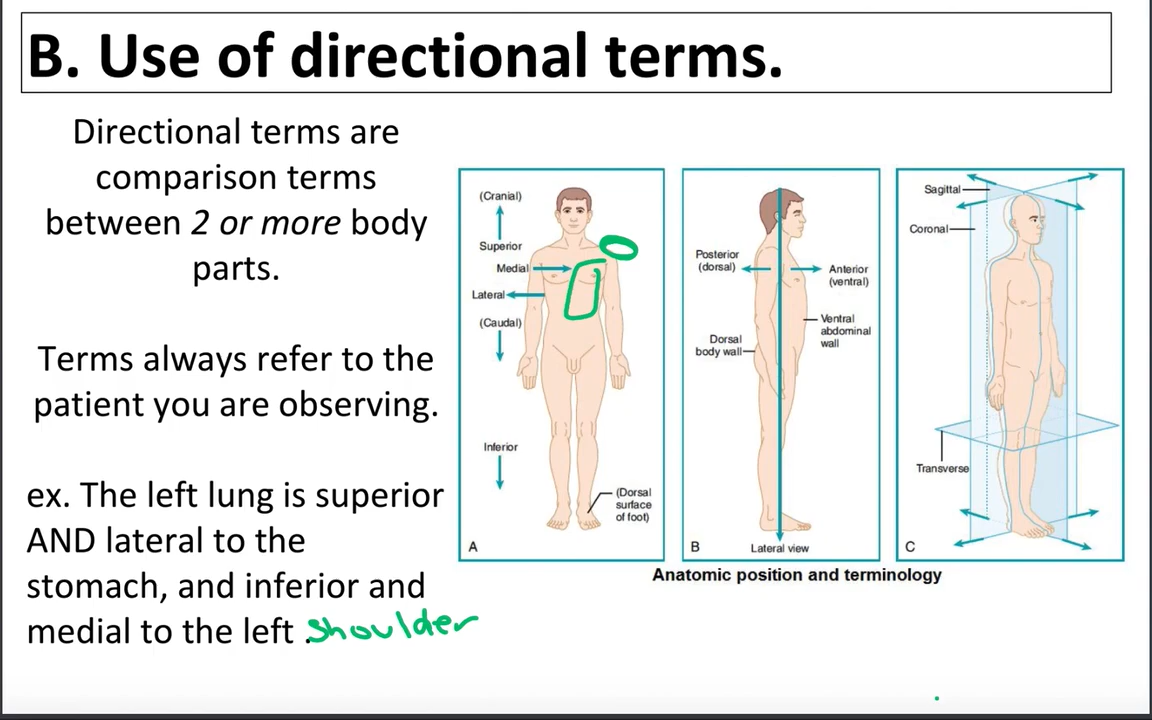 B. Use of directional terms.
Directional terms are
comparison terms
between 2 or more body
parts.
Terms always refer to the
patient you are observing.
ex. The left lung is superior
AND lateral to the
stomach, and inferior and
medial to the left .shoulder
(Cranial)
Superior
Medial
Lateral
(Caudal)
Inferior
(Dorsal
surface
of foot)
A
Posterior
(dorsal)
Anterior
(ventral)
Ventral
abdominal
wall
Dorsal
body wall
B
Lateral view
Sagittal
Coronal
Transverse
C
Anatomic position and terminology